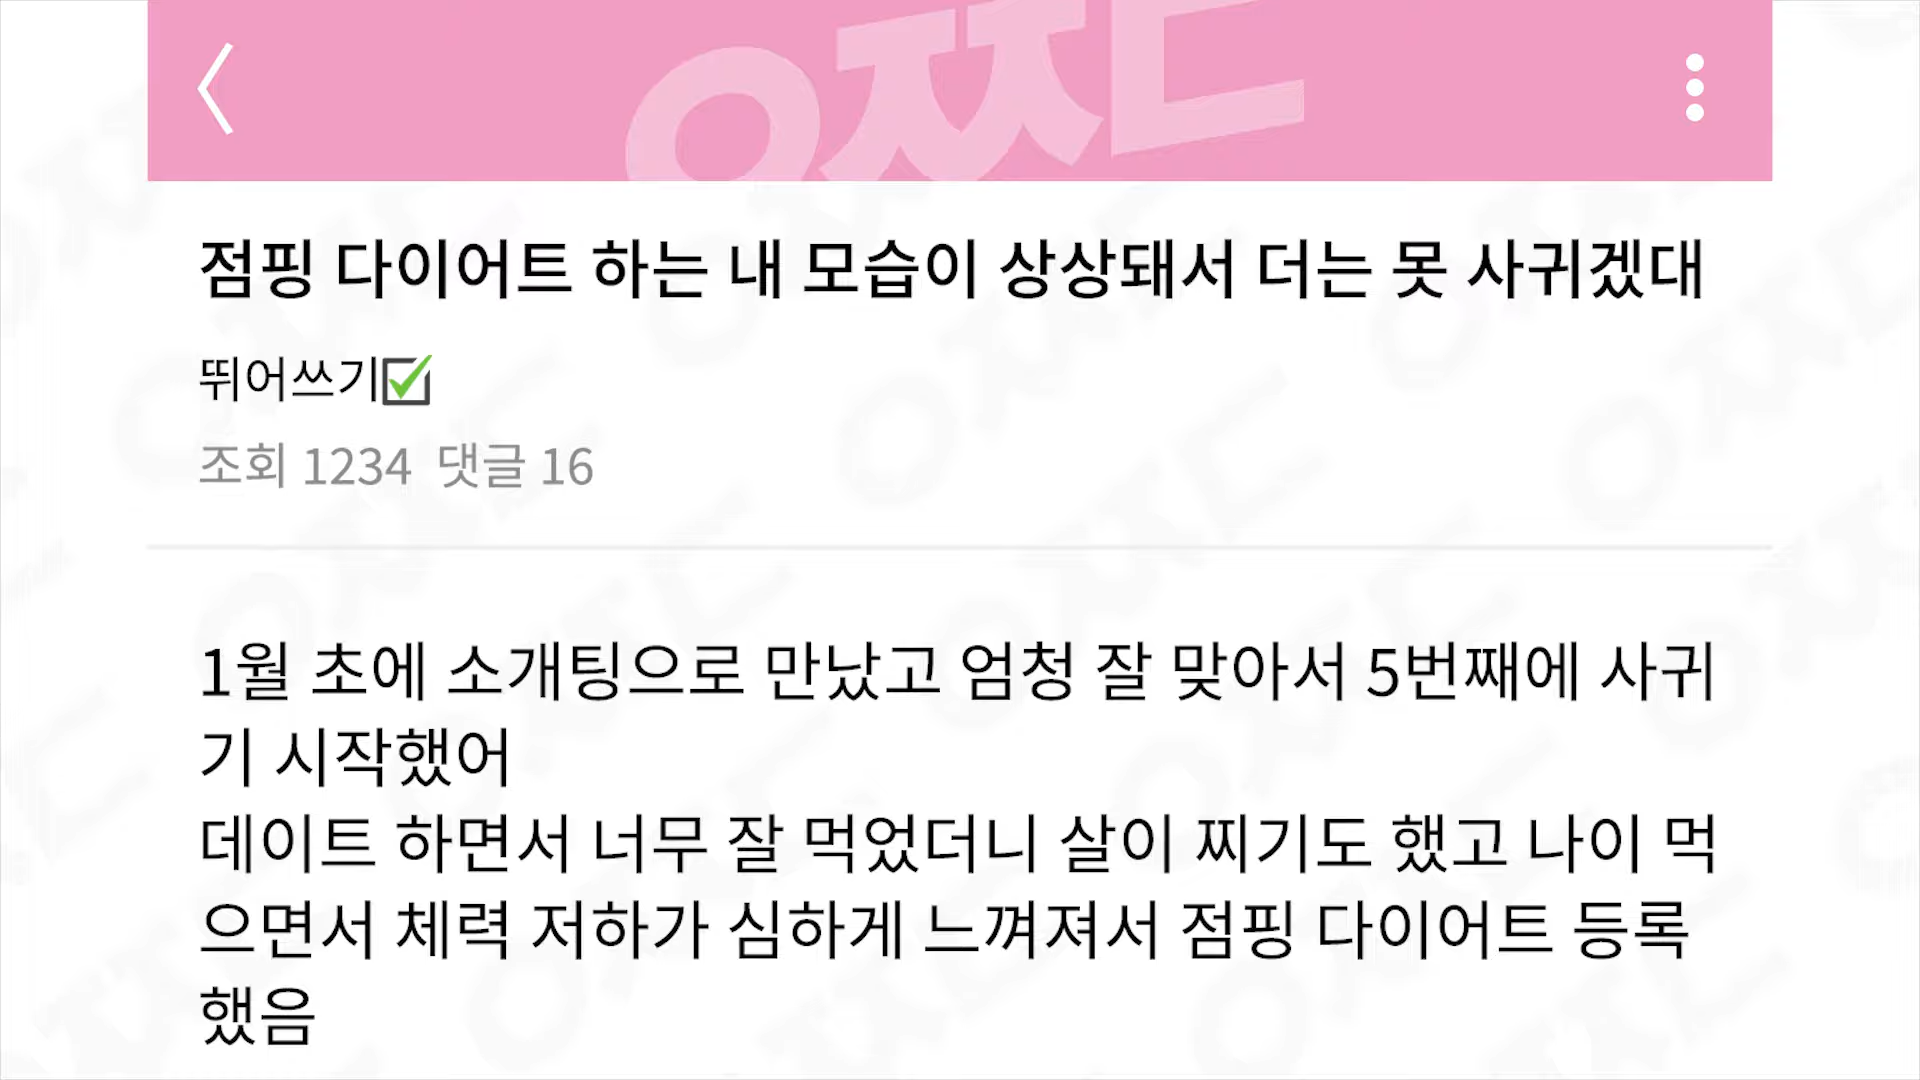 오찌ㄷ
점핑 다이어트 하는 내 모습이 상상돼서 더는 못 사귀겠대
뛰어쓰기
조회 1234 댓글 16
1월 초에 소개팅으로 만났고 엄청 잘 맞아서 5번째에 사귀
기 시작했어
데이트 하면서 너무 잘 먹었더니 살이 찌기도 했고 나이 먹
으면서 체력 저하가 심하게 느껴져서 점핑 다이어트 등록
했음